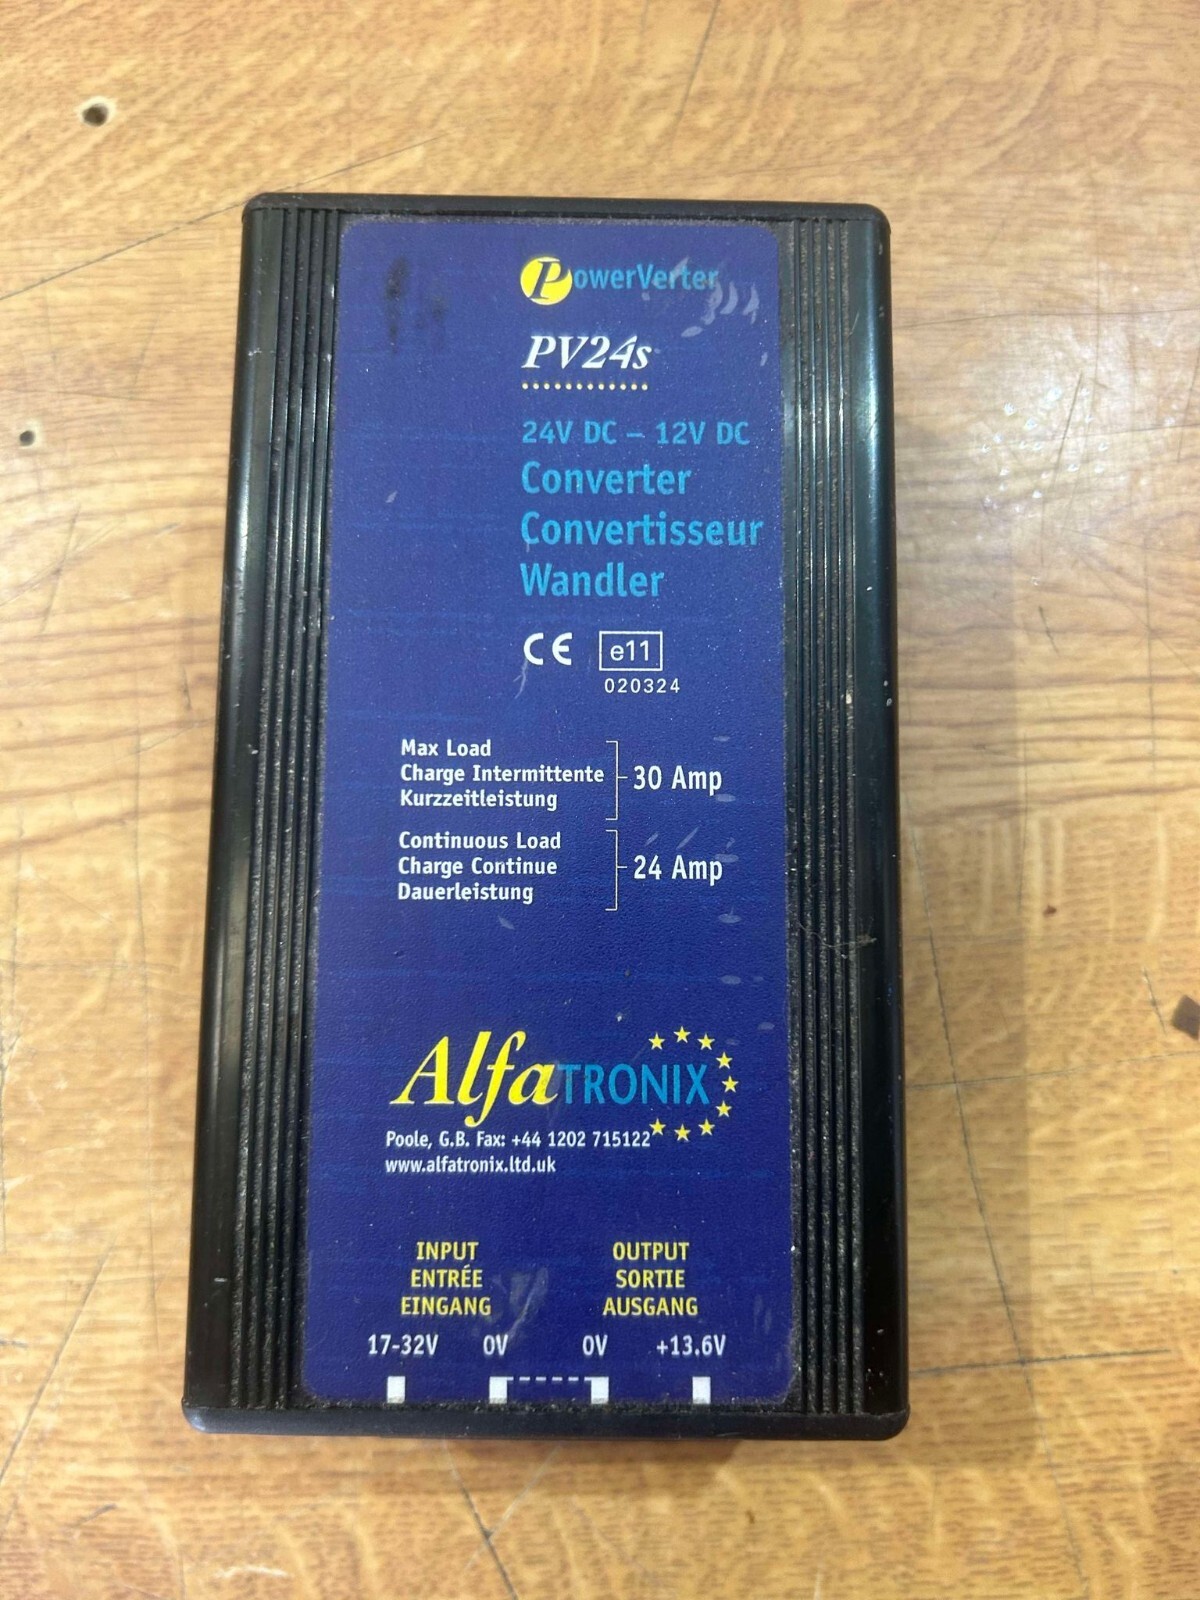 PowerVerter
PV24s
24V DC – 12V DC
Converter
Convertisseur
Wandler
CE e11
020324
Max Load
Charge Intermittente
Kurzzeitleistung
30 Amp
Continuous Load
Charge Continue
Dauerleistung
24 Amp
AlfaTRONIX
Poole, G.B. Fax: +44 1202 715122
www.alfatronix.ltd.uk
INPUT OUTPUT
ENTRÉE SORTIE
EINGANG AUSGANG
17-32V 0V 0V +13.6V